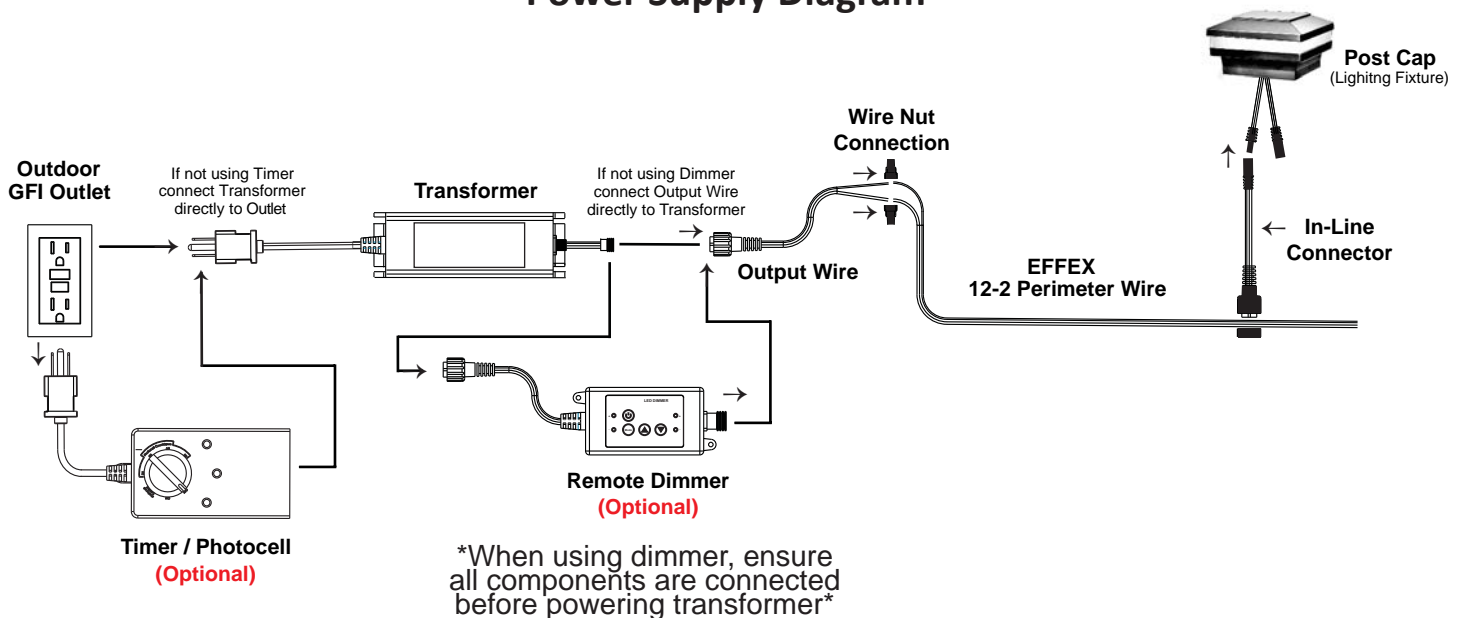 Power Supply Diagram
Post Cap
(Lighitng Fixture)
Wire Nut
Connection
Outdoor
GFI Outlet
If not using Timer
connect Transformer
directly to Outlet
Transformer
If not using Dimmer
connect Output Wire
directly to Transformer
Output Wire
EFFEX
12-2 Perimeter Wire
In-Line
Connector
LED DIMMER
Remote Dimmer
(Optional)
Timer / Photocell
(Optional)
*When using dimmer, ensure
all components are connected
before powering transformer*